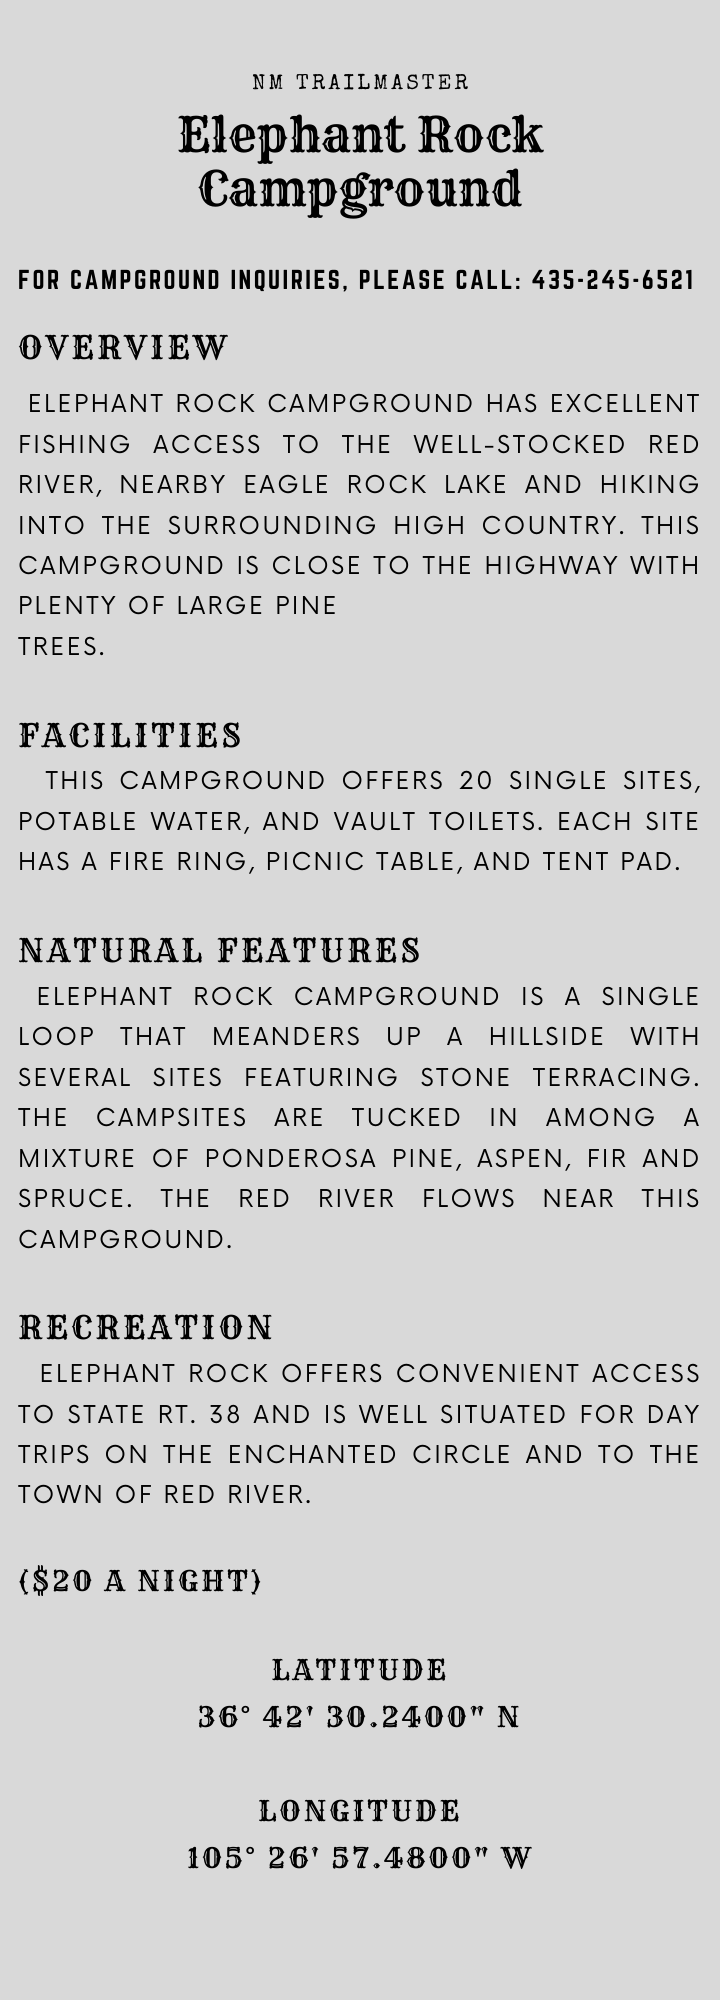 NM TRAILMASTER
Elephant Rock
Campground
FOR CAMPGROUND INQUIRIES, PLEASE CALL: 435-245-6521
OVERVIEW
ELEPHANT ROCK CAMPGROUND HAS EXCELLENT
FISHING ACCESS TO THE WELL-STOCKED RED
RIVER, NEARBY EAGLE ROCK LAKE AND HIKING
INTO THE SURROUNDING HIGH COUNTRY. THIS
CAMPGROUND IS CLOSE TO THE HIGHWAY WITH
PLENTY OF LARGE PINE
TREES.
FACILITIES
THIS CAMPGROUND OFFERS 20 SINGLE SITES,
POTABLE WATER, AND VAULT TOILETS. EACH SITE
HAS A FIRE RING, PICNIC TABLE, AND TENT PAD.
NATURAL FEATURES
ELEPHANT ROCK CAMPGROUND IS A SINGLE
LOOP THAT MEANDERS UP A HILLSIDE WITH
SEVERAL SITES FEATURING STONE TERRACING.
THE CAMPSITES ARE TUCKED IN AMONG A
MIXTURE OF PONDEROSA PINE, ASPEN, FIR AND
SPRUCE. THE RED RIVER FLOWS NEAR THIS
CAMPGROUND.
RECREATION
ELEPHANT ROCK OFFERS CONVENIENT ACCESS
TO STATE RT. 38 AND IS WELL SITUATED FOR DAY
TRIPS ON THE ENCHANTED CIRCLE AND TO THE
TOWN OF RED RIVER.
($20 A NIGHT)
LATITUDE
36° 42' 30.2400" N
LONGITUDE
105° 26' 57.4800" W